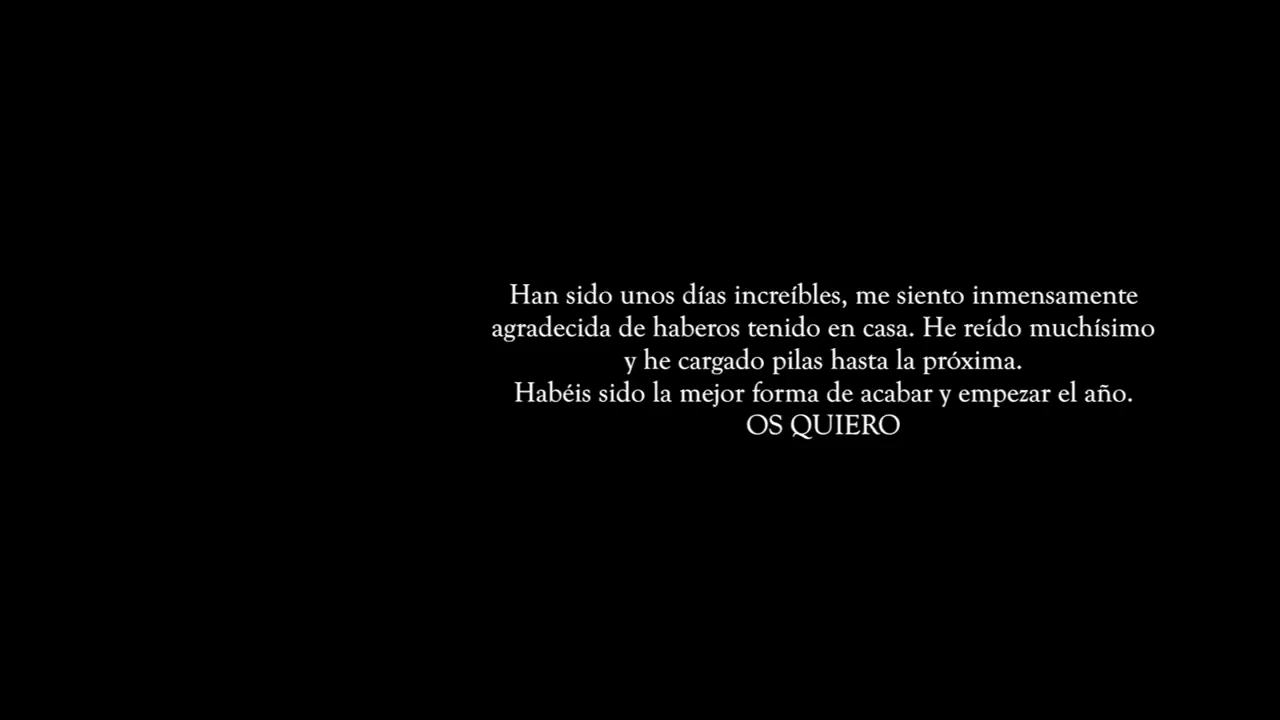 Han sido unos días increíbles, me siento inmensamente
agradecida de haberos tenido en casa. He reído muchísimo
y he cargado pilas hasta la próxima.
Habéis sido la mejor forma de acabar y empezar el año.
OS QUIERO